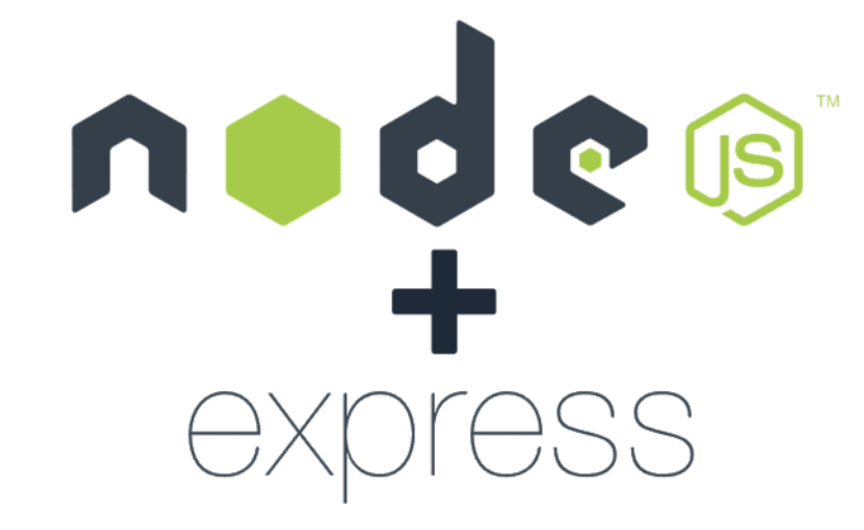 node JS ™
+
express